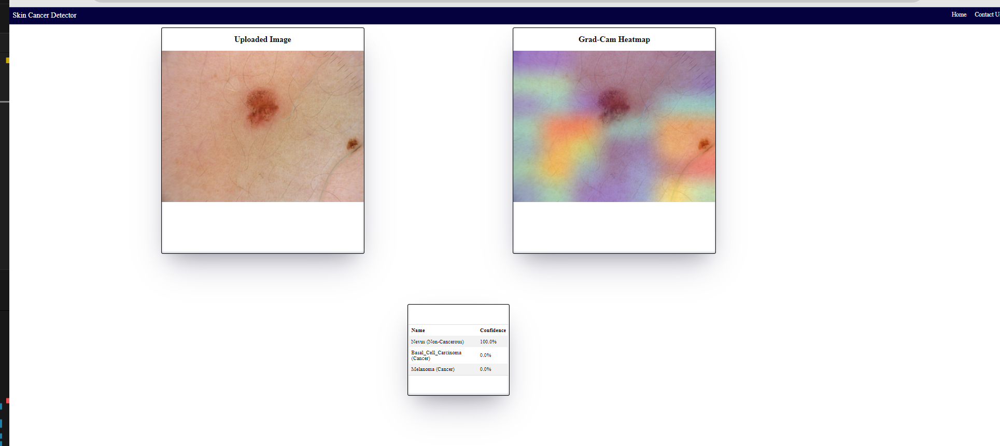 Skin Cancer Detector
Home
Contact U
Uploaded Image
Grad-Cam Heatmap
Name Confidence
Nevus (Non-Cancerous) 100.0%
Basal_Cell_Carcinoma
(Cancer) 0.0%
Melanoma (Cancer) 0.0%